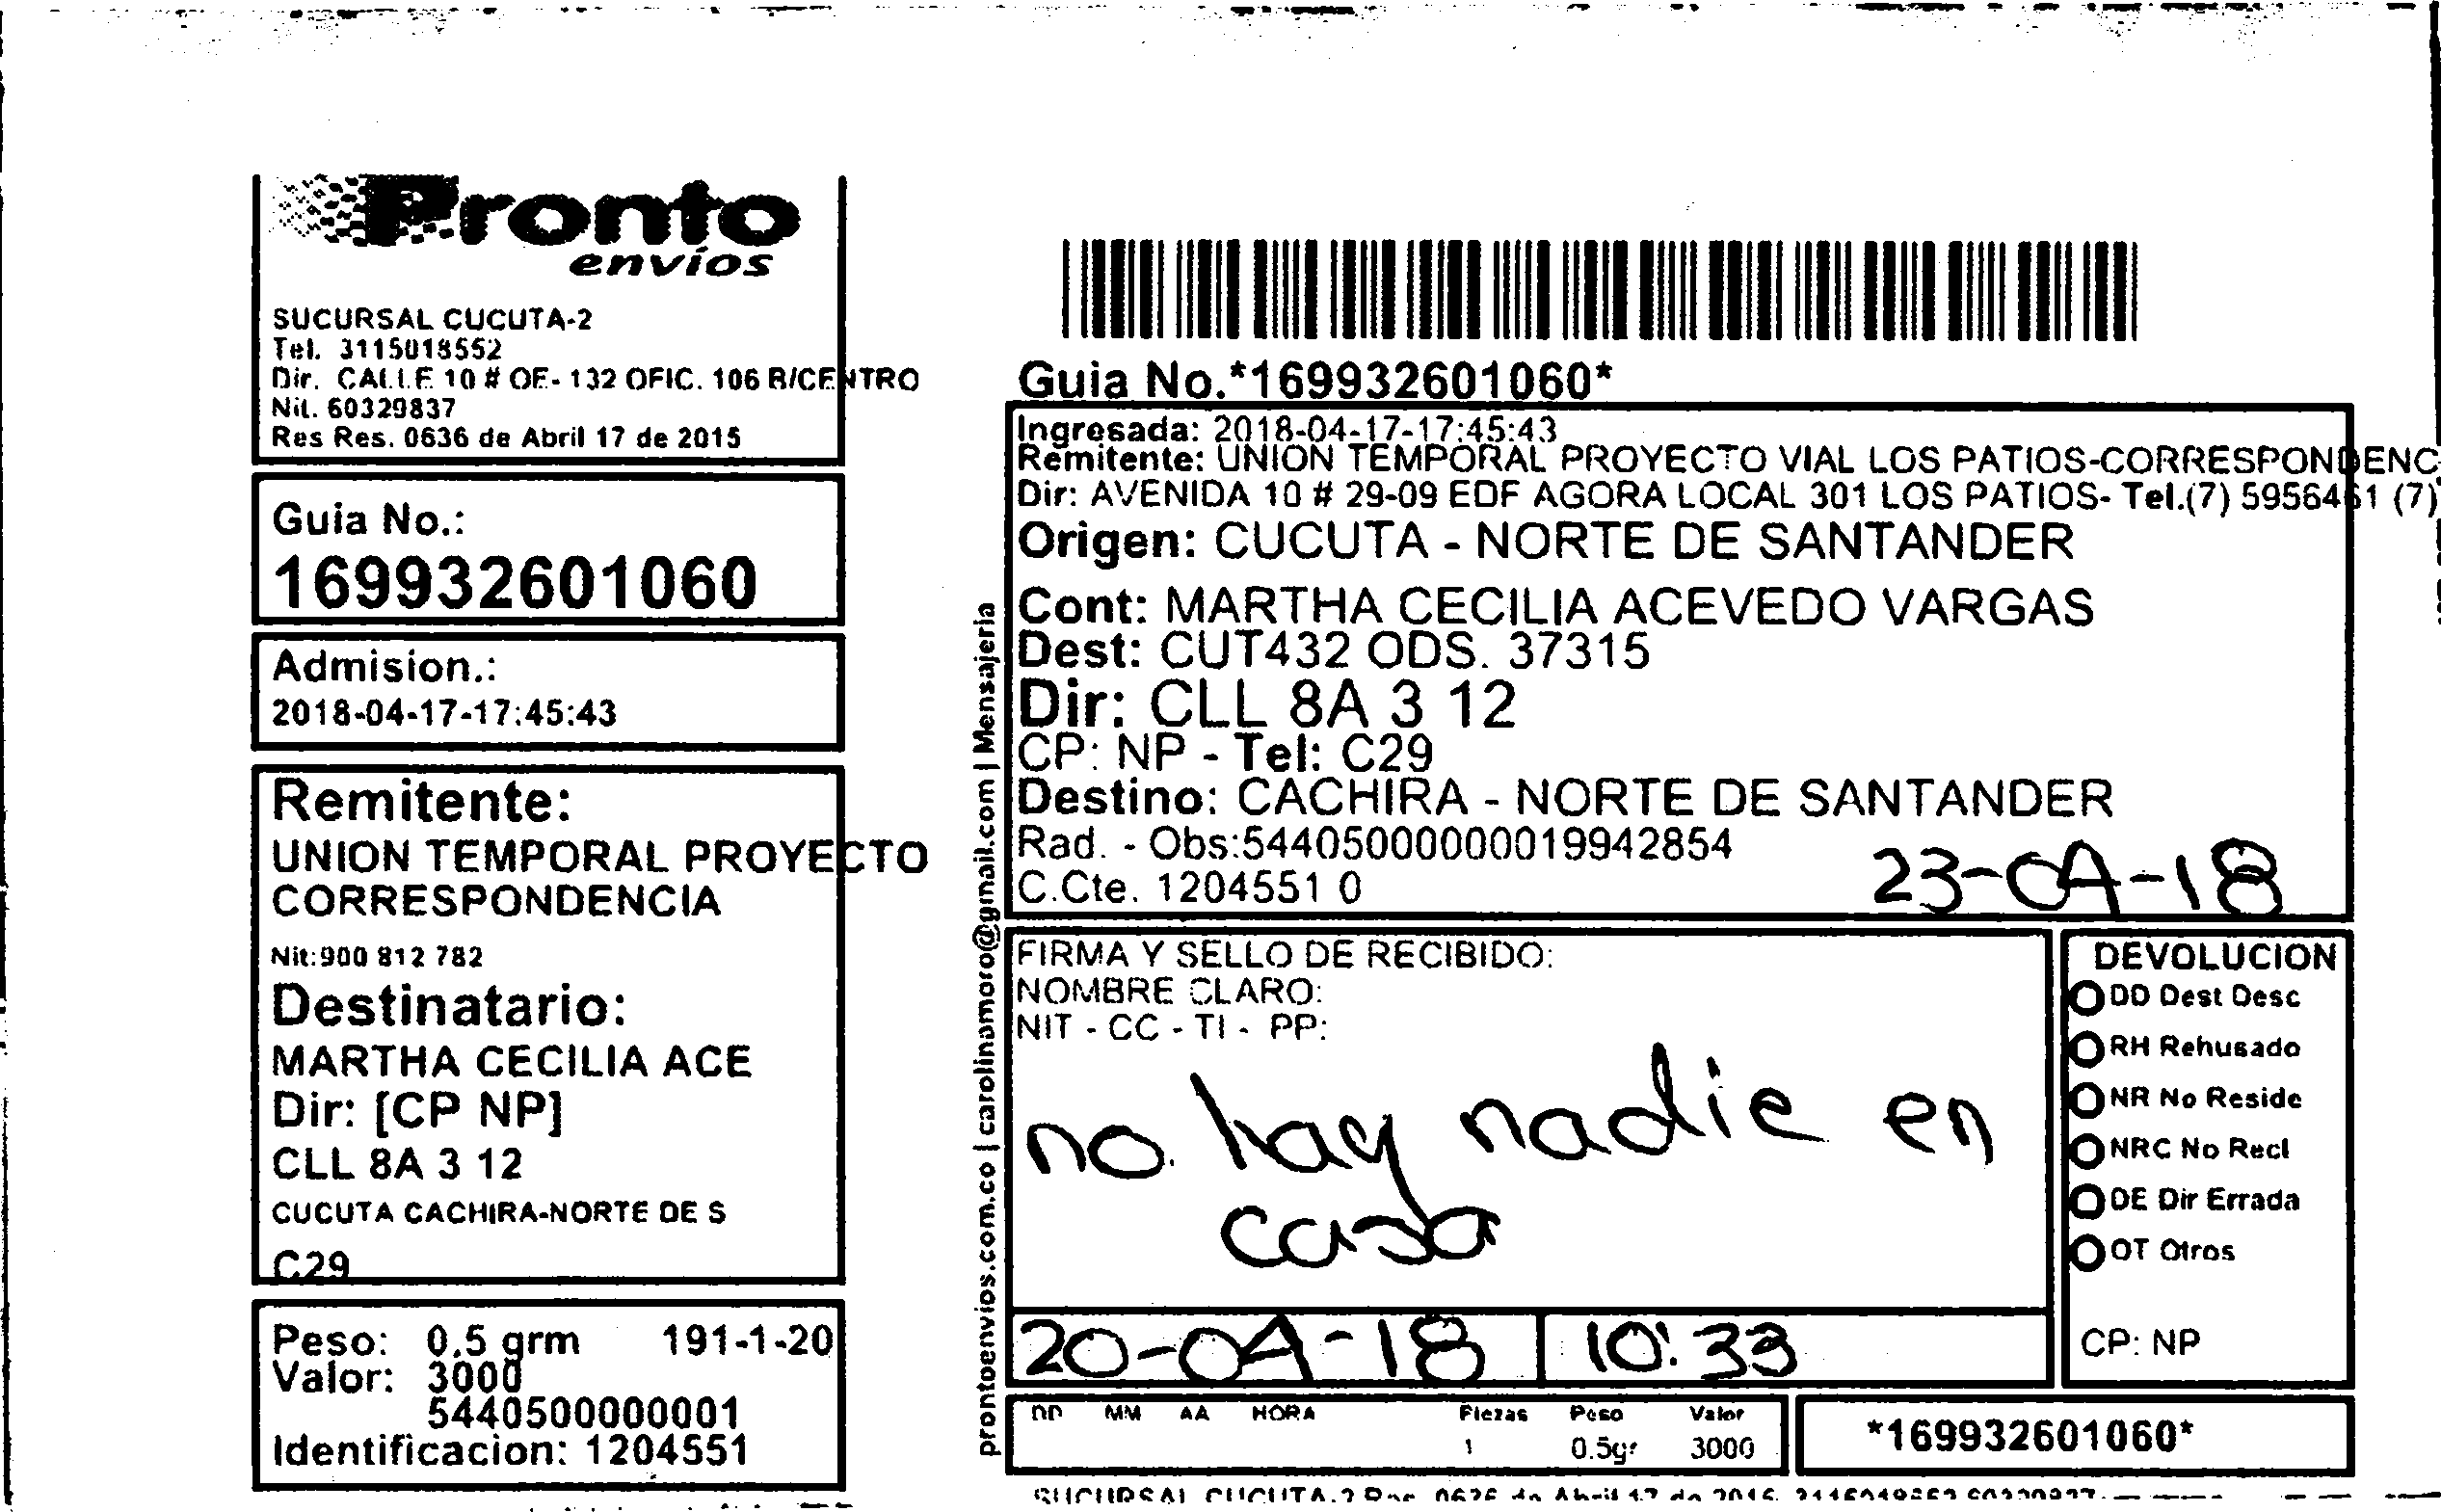 Pronto
envíos
SUCURSAL CUCUTA-2
Tel. 3115018552
Dir. CALLE 10 # OE- 132 OFIC. 106 B/CENTRO
Nit. 60329837
Res Res. 0636 de Abril 17 de 2015
Guia No.:
169932601060
Admision.:
2018-04-17-17:45:43
Remitente:
UNION TEMPORAL PROYECTO
CORRESPONDENCIA
Nit:900 812 782
Destinatario:
MARTHA CECILIA ACE
Dir: [CP NP]
CLL 8A 3 12
CUCUTA CACHIRA-NORTE DE S
C29
Peso: 0.5 grm 191-1-20
Valor: 3000
5440500000001
Identificacion: 1204551
prontoenvios.com.co | carolinamoro@gmail.com | Mensajeria
Guia No.*169932601060*
Ingresada: 2018-04-17-17:45:43
Remitente: UNION TEMPORAL PROYECTO VIAL LOS PATIOS-CORRESPONDENC
Dir: AVENIDA 10 # 29-09 EDF AGORA LOCAL 301 LOS PATIOS- Tel.(7) 5956461 (7)
Origen: CUCUTA - NORTE DE SANTANDER
Cont: MARTHA CECILIA ACEVEDO VARGAS
Dest: CUT432 ODS. 37315
Dir: CLL 8A 3 12
CP: NP - Tel: C29
Destino: CACHIRA - NORTE DE SANTANDER
Rad. - Obs:544050000000019942854
C.Cte. 1204551 0
23-04-18
FIRMA Y SELLO DE RECIBIDO:
NOMBRE CLARO:
NIT - CC - TI - PP:
no hay nadie en
casa
20-04-18 10:33
DD MM AA HORA Piezas Peso Valor
1 0.5gr 3000
DEVOLUCION
DD Dest Desc
RH Rehusado
NR No Reside
NRC No Recl
DE Dir Errada
OT Otros
CP: NP
*169932601060*
SUCURSAL CUCUTA-2